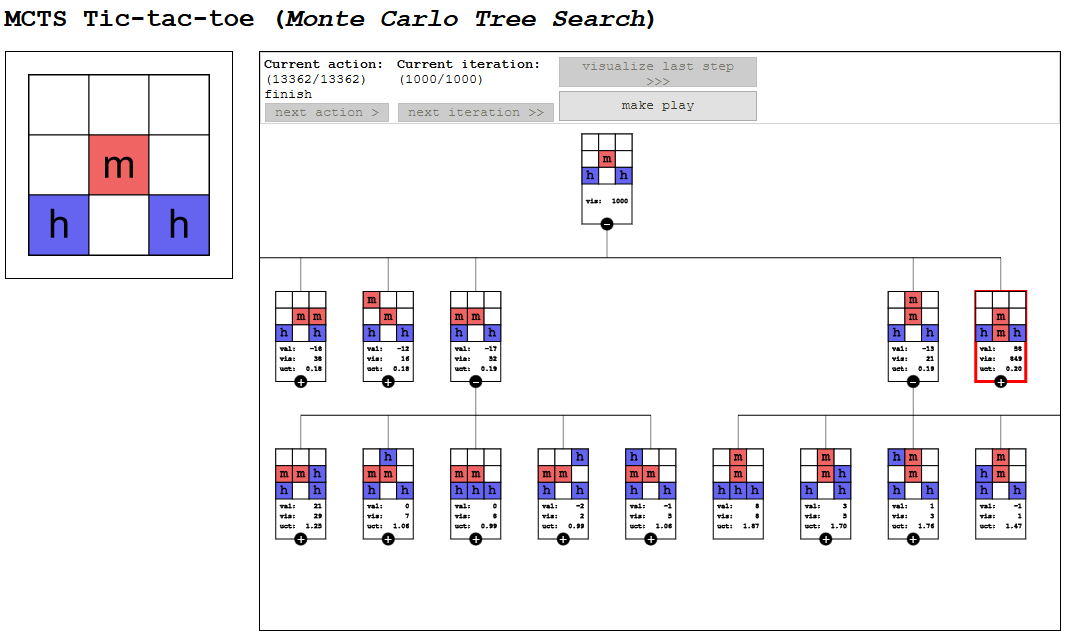 MCTS Tic-tac-toe (Monte Carlo Tree Search)
m
h h
Current action:
(13362/13362)
finish
next action >
Current iteration:
(1000/1000)
next iteration >>
visualize last step
>>>
make play
m
h h
vis: 1000
−
m m
h h
val: -16
vis: 38
uct: 0.18
+
m
m
h h
val: -12
vis: 16
uct: 0.18
+
m m
h h
val: -17
vis: 32
uct: 0.19
−
m
m
h h
val: -13
vis: 21
uct: 0.19
−
m
h m h
val: 58
vis: 849
uct: 0.20
+
m m h
h h
val: 21
vis: 29
uct: 1.25
+
h
m m
h h
val: 0
vis: 7
uct: 1.06
+
m m
h h h
val: 0
vis:
uct: 0.99
+
h
m m
h h
val: -2
vis: 2
uct: 0.99
+
h
m m
h h
val: -1
vis: 3
uct: 1.06
+
m
m
h h h
val: 8
vis: 8
uct: 1.87
m
m h
h h
val: 3
vis: 3
uct: 1.70
+
h m
m
h h
val: 1
vis: 3
uct: 1.76
+
m
h m
h h
val: -1
vis: 1
uct: 1.47